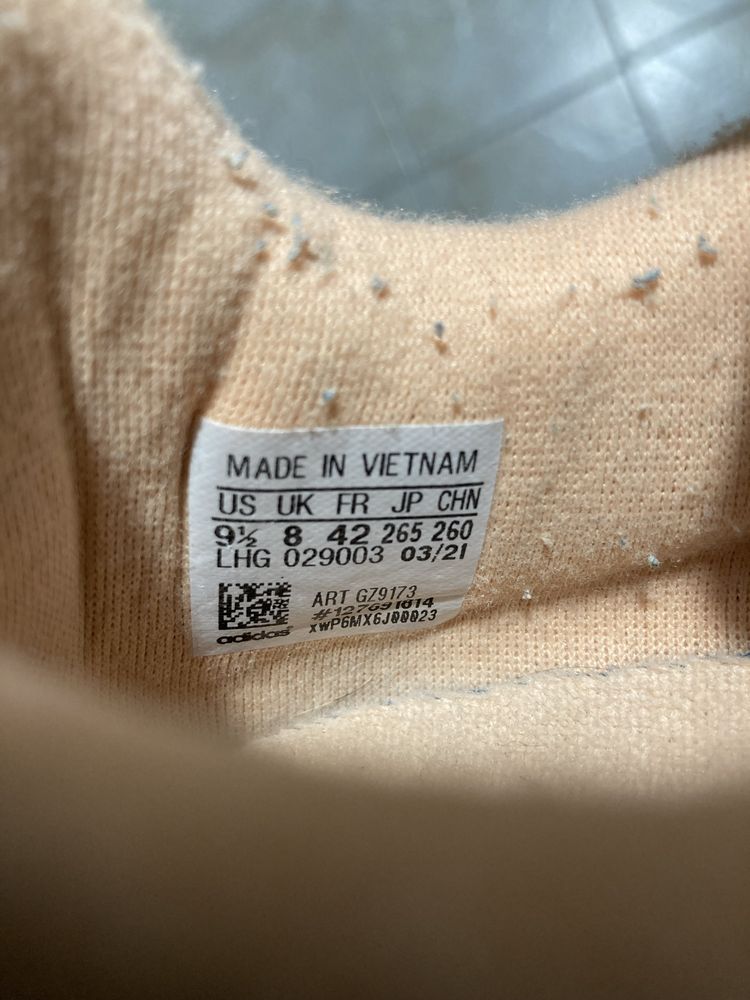 MADE IN VIETNAM
US UK FR JP CHN
9½ 8 42 265 260
LHG 029003 03/21
ART GZ9173
#127691614
xwP6MX6J00023
adidas